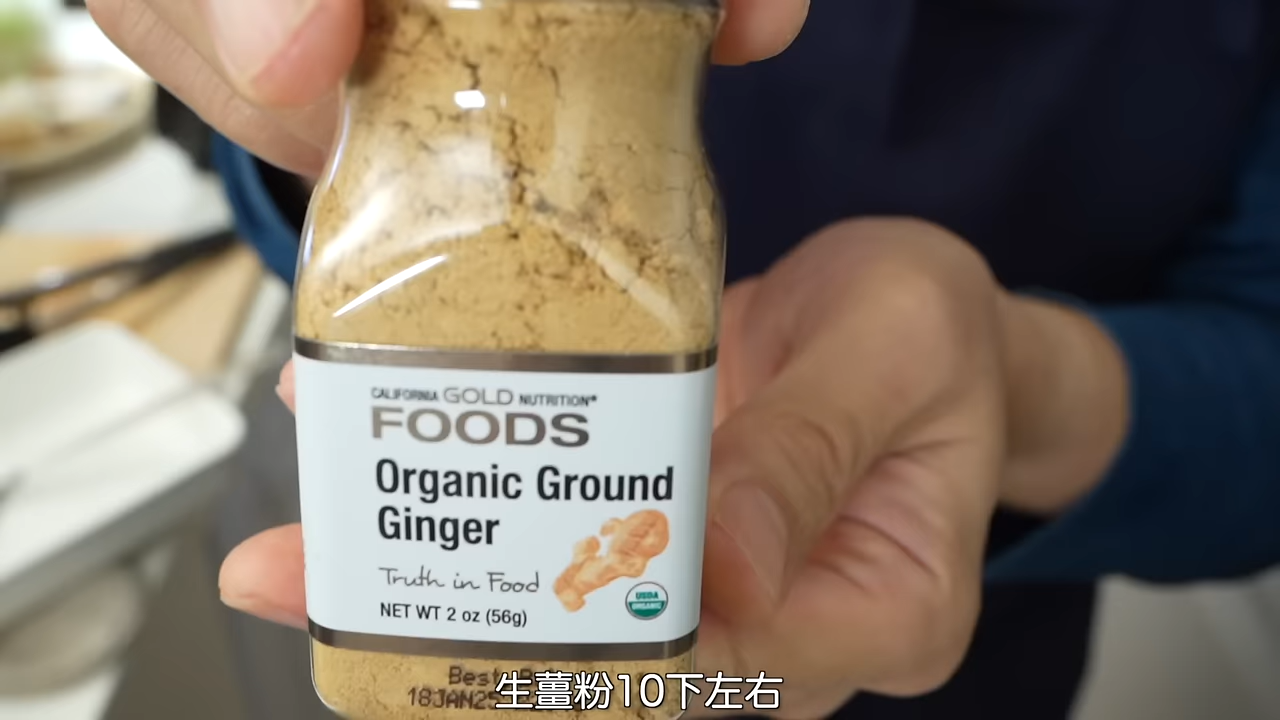 CALIFORNIA GOLD NUTRITION®
FOODS
Organic Ground
Ginger
Truth in Food
USDA
ORGANIC
NET WT 2 oz (56g)
生薑粉10下左右